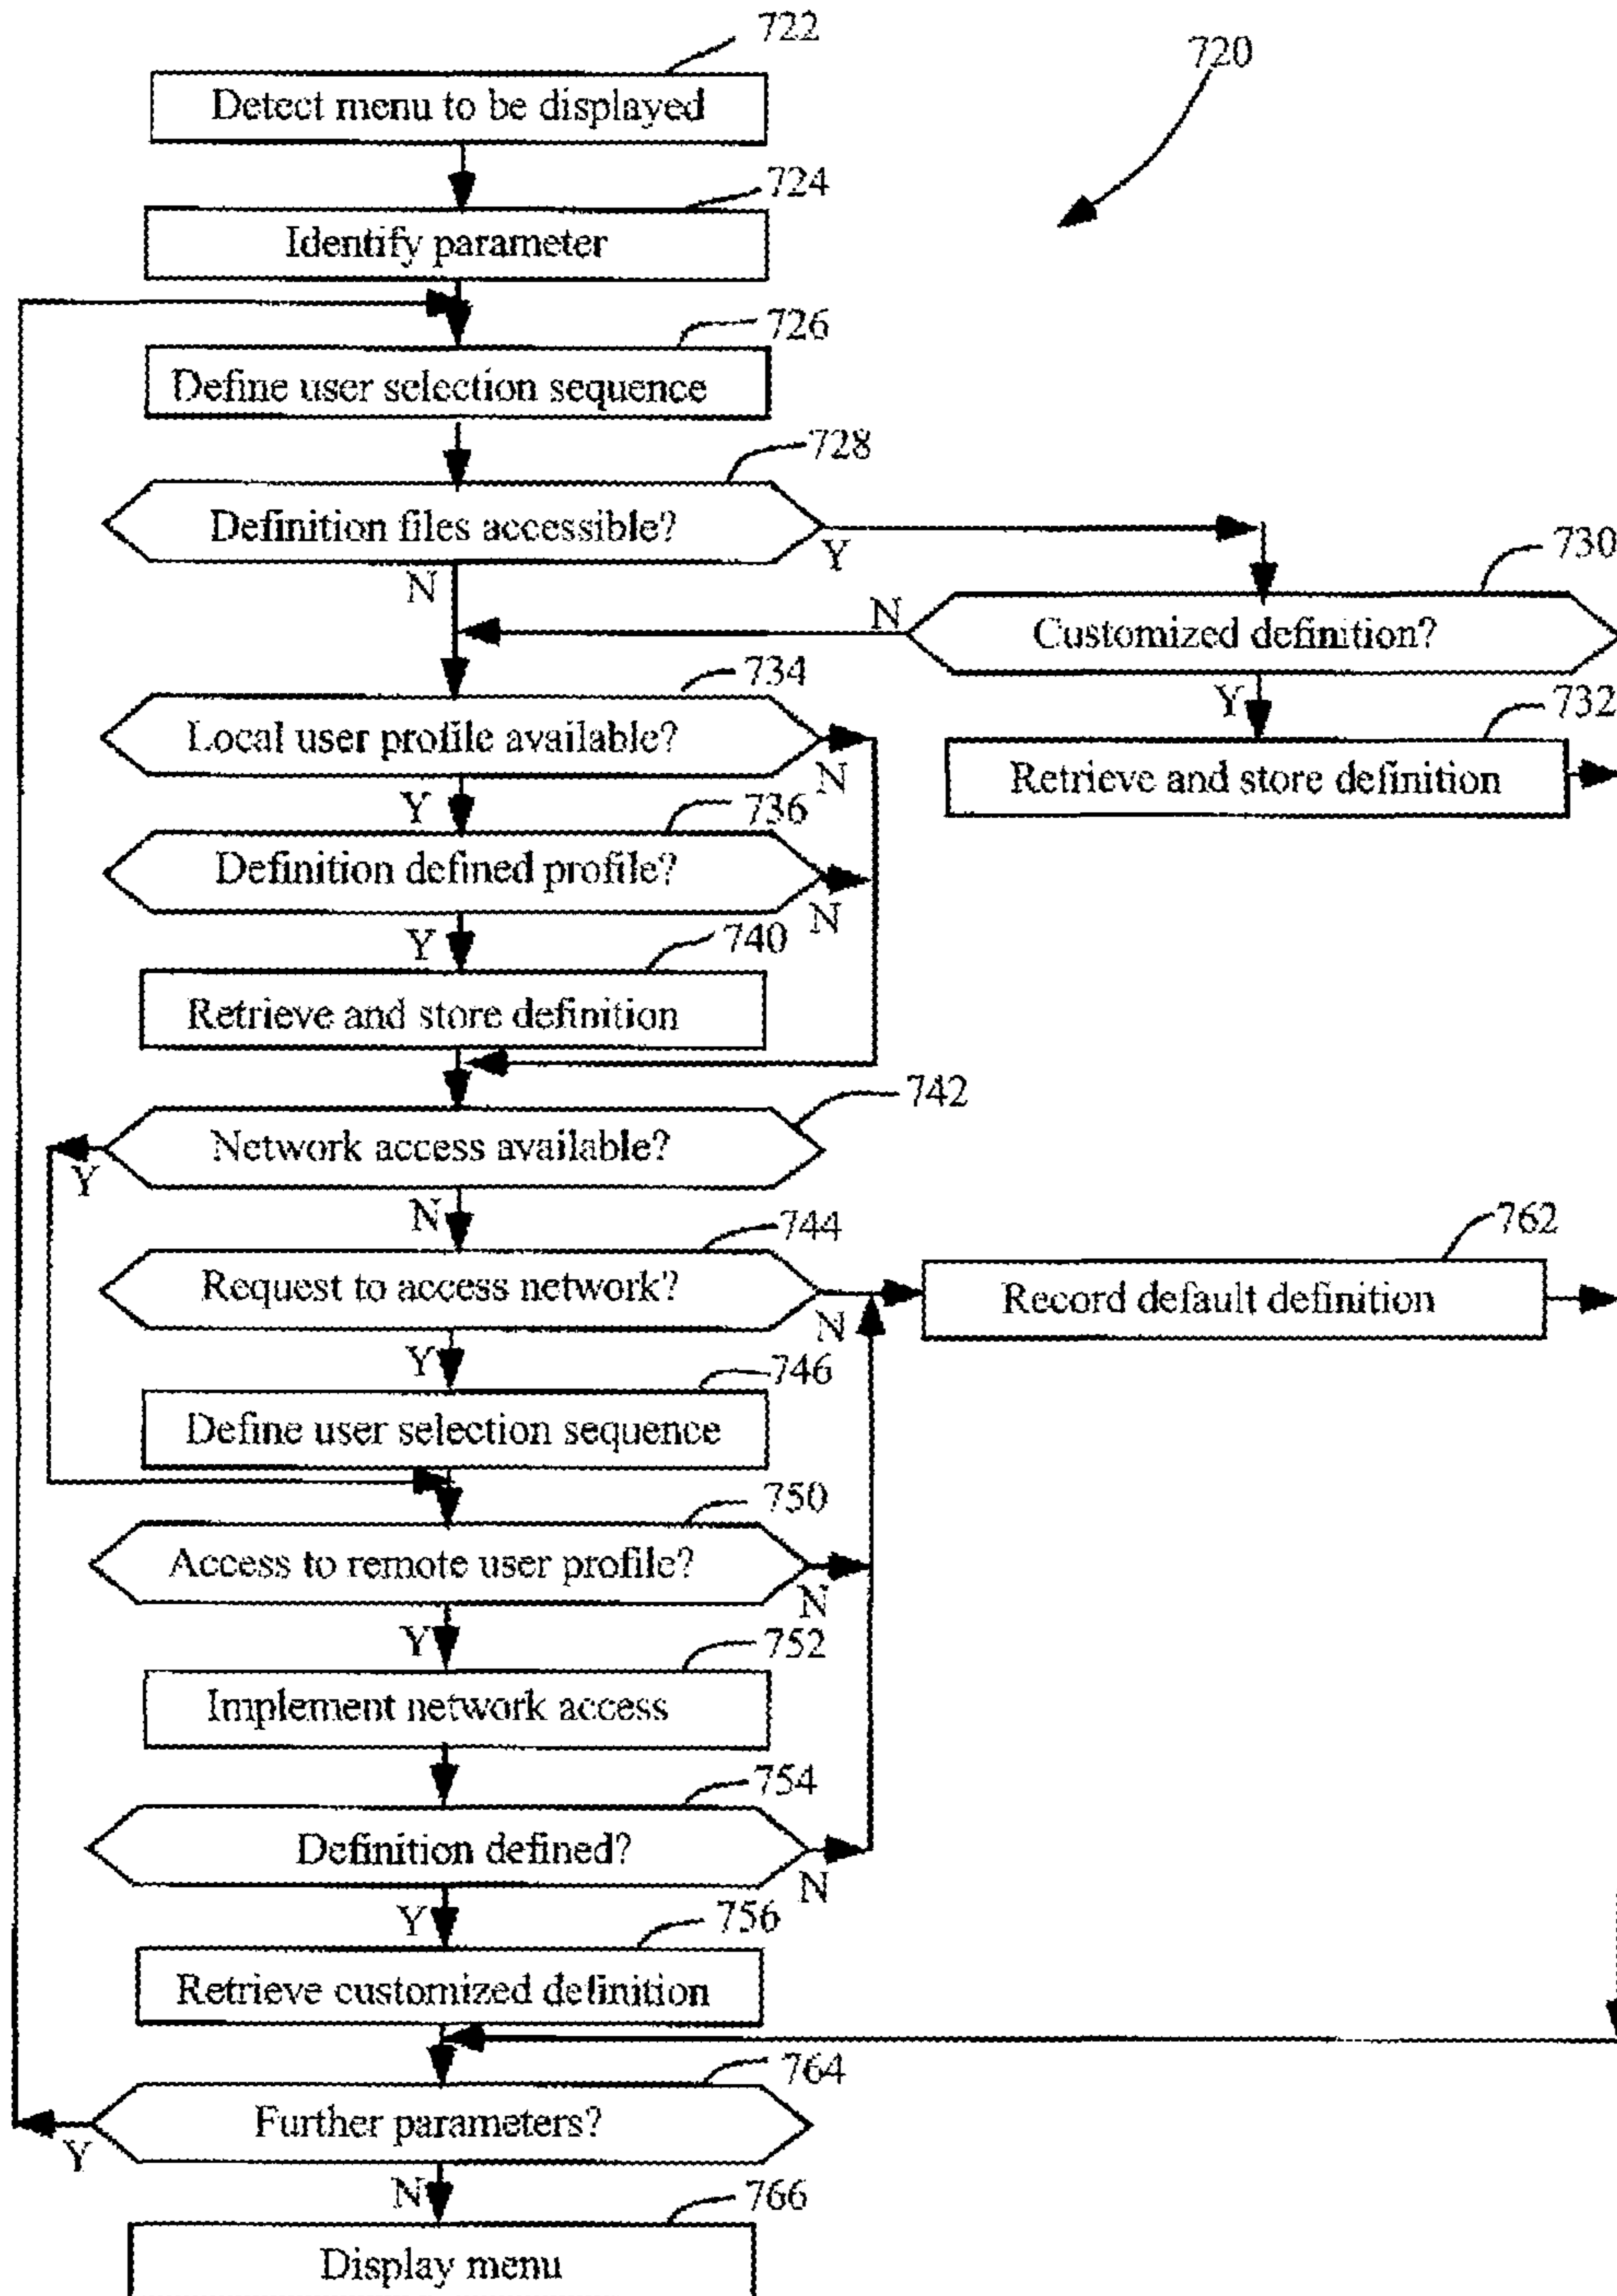 722
720
Detect menu to be displayed
724
Identify parameter
726
Define user selection sequence
728
Definition files accessible?
Y
730
N
N
Customized definition?
734
Y
732
Local user profile available?
N
Retrieve and store definition
Y
736
Definition defined profile?
N
Y
740
Retrieve and store definition
742
Network access available?
Y
N
744
762
Request to access network?
N
Record default definition
Y
746
Define user selection sequence
750
Access to remote user profile?
N
Y
752
Implement network access
754
Definition defined?
N
Y
756
Retrieve customized definition
764
Further parameters?
Y
N
766
Display menu